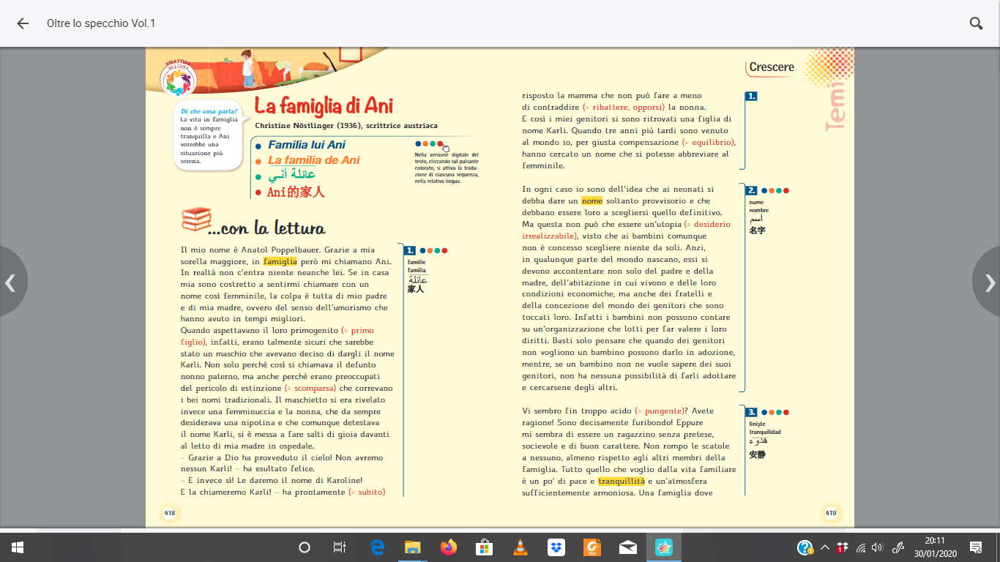 Oltre lo specchio Vol.1
DIDATTICA
INCLUSIVA
Di che cosa parla?
La vita in famiglia
non è sempre
tranquilla e Ani
vorrebbe una
situazione più
serena.
La famiglia di Ani
Christine Nöstlinger (1936), scrittrice austriaca
Familia lui Ani
La familia de Ani
عائلة أنـي
Ani的家人
Nella versione digitale del
testo, cliccando sul pulsante
colorato, si attiva la tradu-
zione di ciascuna sequenza,
nella relativa lingua.
...con la lettura
Il mio nome è Anatol Poppelbauer. Grazie a mia
sorella maggiore, in famiglia però mi chiamano Ani.
In realtà non c'entra niente neanche lei. Se in casa
mia sono costretto a sentirmi chiamare con un
nome così femminile, la colpa è tutta di mio padre
e di mia madre, ovvero del senso dell'umorismo che
hanno avuto in tempi migliori.
Quando aspettavano il loro primogenito (= primo
figlio), infatti, erano talmente sicuri che sarebbe
stato un maschio che avevano deciso di dargli il nome
Karli. Non solo perché così si chiamava il defunto
nonno paterno, ma anche perché erano preoccupati
del pericolo di estinzione (= scomparsa) che correvano
i bei nomi tradizionali. Il maschietto si era rivelato
invece una femminuccia e la nonna, che da sempre
desiderava una nipotina e che comunque detestava
il nome Karli, si è messa a fare salti di gioia davanti
al letto di mia madre in ospedale.
– Grazie a Dio ha provveduto il cielo! Non avremo
nessun Karli! – ha esultato felice.
– E invece sì! Le daremo il nome di Karoline!
E la chiameremo Karli! – ha prontamente (= subito)
1.
familie
familia
عائلة
家人
418
Crescere
Temi
risposto la mamma che non può fare a meno
di contraddire (= ribattere, opporsi) la nonna.
E così i miei genitori si sono ritrovati una figlia di
nome Karli. Quando tre anni più tardi sono venuto
al mondo io, per giusta compensazione (= equilibrio),
hanno cercato un nome che si potesse abbreviare al
femminile.
1.
In ogni caso io sono dell'idea che ai neonati si
debba dare un nome soltanto provvisorio e che
debbano essere loro a scegliersi quello definitivo.
Ma questa non può che essere un'utopia (= desiderio
irrealizzabile), visto che ai bambini comunque
non è concesso scegliere niente da soli. Anzi,
in qualunque parte del mondo nascano, essi si
devono accontentare non solo del padre e della
madre, dell'abitazione in cui vivono e delle loro
condizioni economiche, ma anche dei fratelli e
della concezione del mondo dei genitori che sono
toccati loro. Infatti i bambini non possono contare
su un'organizzazione che lotti per far valere i loro
diritti. Basti solo pensare che quando dei genitori
non vogliono un bambino possono darlo in adozione,
mentre, se un bambino non ne vuole sapere dei suoi
genitori, non ha nessuna possibilità di farli adottare
e cercarsene degli altri.
2.
nume
nombre
اسم
名字
Vi sembro fin troppo acido (= pungente)? Avete
ragione! Sono decisamente furibondo! Eppure
mi sembra di essere un ragazzino senza pretese,
socievole e di buon carattere. Non rompo le scatole
a nessuno, almeno rispetto agli altri membri della
famiglia. Tutto quello che voglio dalla vita familiare
è un po' di pace e tranquillità e un'atmosfera
sufficientemente armoniosa. Una famiglia dove
3.
liniște
tranquilidad
هدوء
安静
419
20:11
30/01/2020